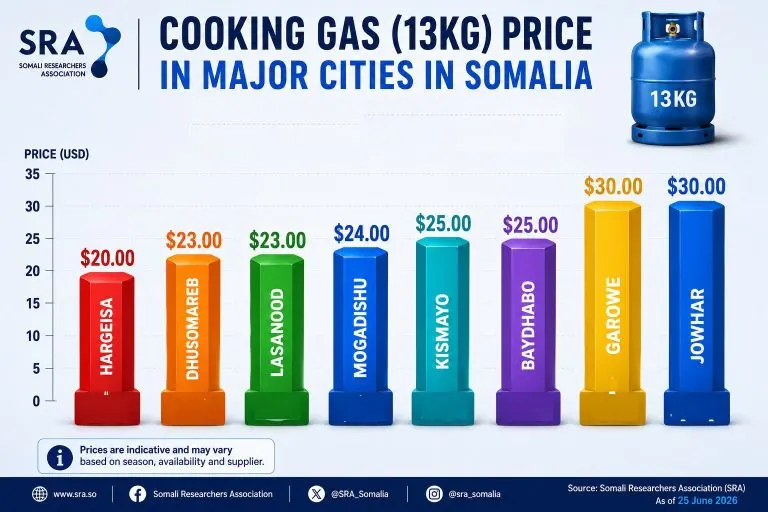 SRA
SOMALI RESEARCHERS
ASSOCIATION
COOKING GAS (13KG) PRICE
IN MAJOR CITIES IN SOMALIA
13KG
PRICE (USD)
35
30
25
20
15
10
5
0
$20.00
$23.00
$23.00
$24.00
$25.00
$25.00
$30.00
$30.00
HARGEISA
DHUSOMAREB
LASANOOD
MOGADISHU
KISMAYO
BAYDHABO
GAROWE
JOWHAR
Prices are indicative and may vary
based on season, availability and supplier.
www.sra.so
Somali Researchers Association
@SRA_Somalia
@sra_somalia
Source: Somali Researchers Association (SRA)
As of 25 June 2026